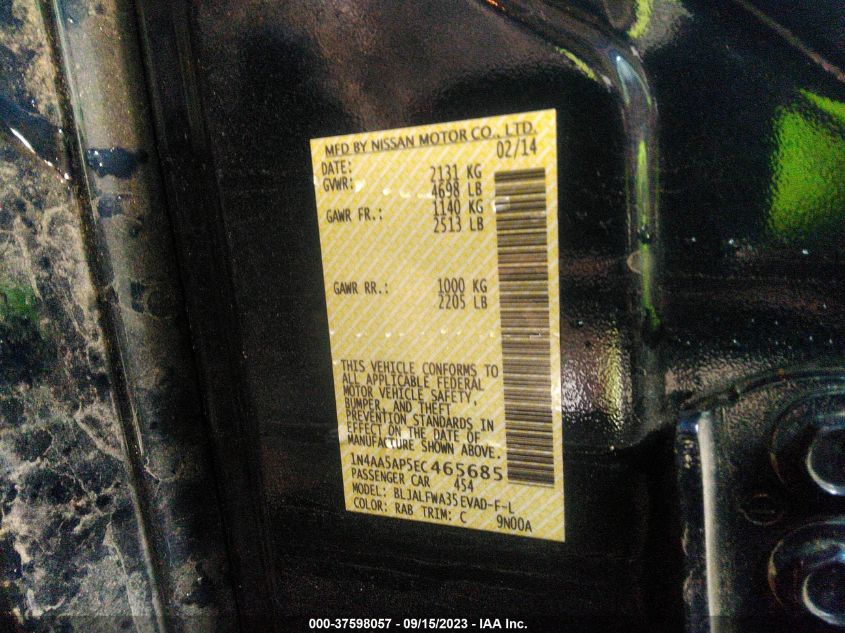 MFD BY NISSAN MOTOR CO., LTD.
DATE: 02/14
GVWR: 2131 KG
4698 LB
GAWR FR.: 1140 KG
2513 LB
GAWR RR.: 1000 KG
2205 LB
THIS VEHICLE CONFORMS TO
ALL APPLICABLE FEDERAL
MOTOR VEHICLE SAFETY,
BUMPER, AND THEFT
PREVENTION STANDARDS IN
EFFECT ON THE DATE OF
MANUFACTURE SHOWN ABOVE.
1N4AA5AP5EC465685
PASSENGER CAR 454
MODEL: BLJALFWA35EVAD-F-L
COLOR: RAB TRIM: C 9N00A
000-37598057 - 09/15/2023 - IAA Inc.